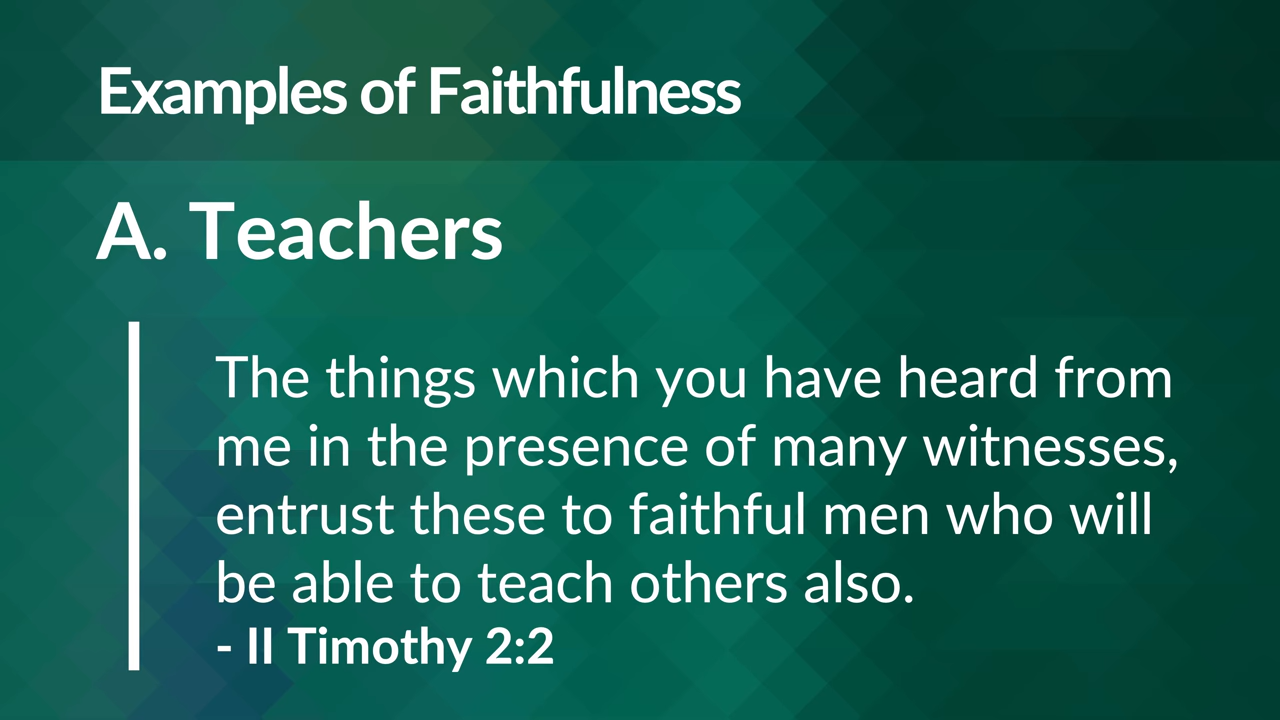 Examples of Faithfulness
A. Teachers
The things which you have heard from
me in the presence of many witnesses,
entrust these to faithful men who will
be able to teach others also.
- II Timothy 2:2